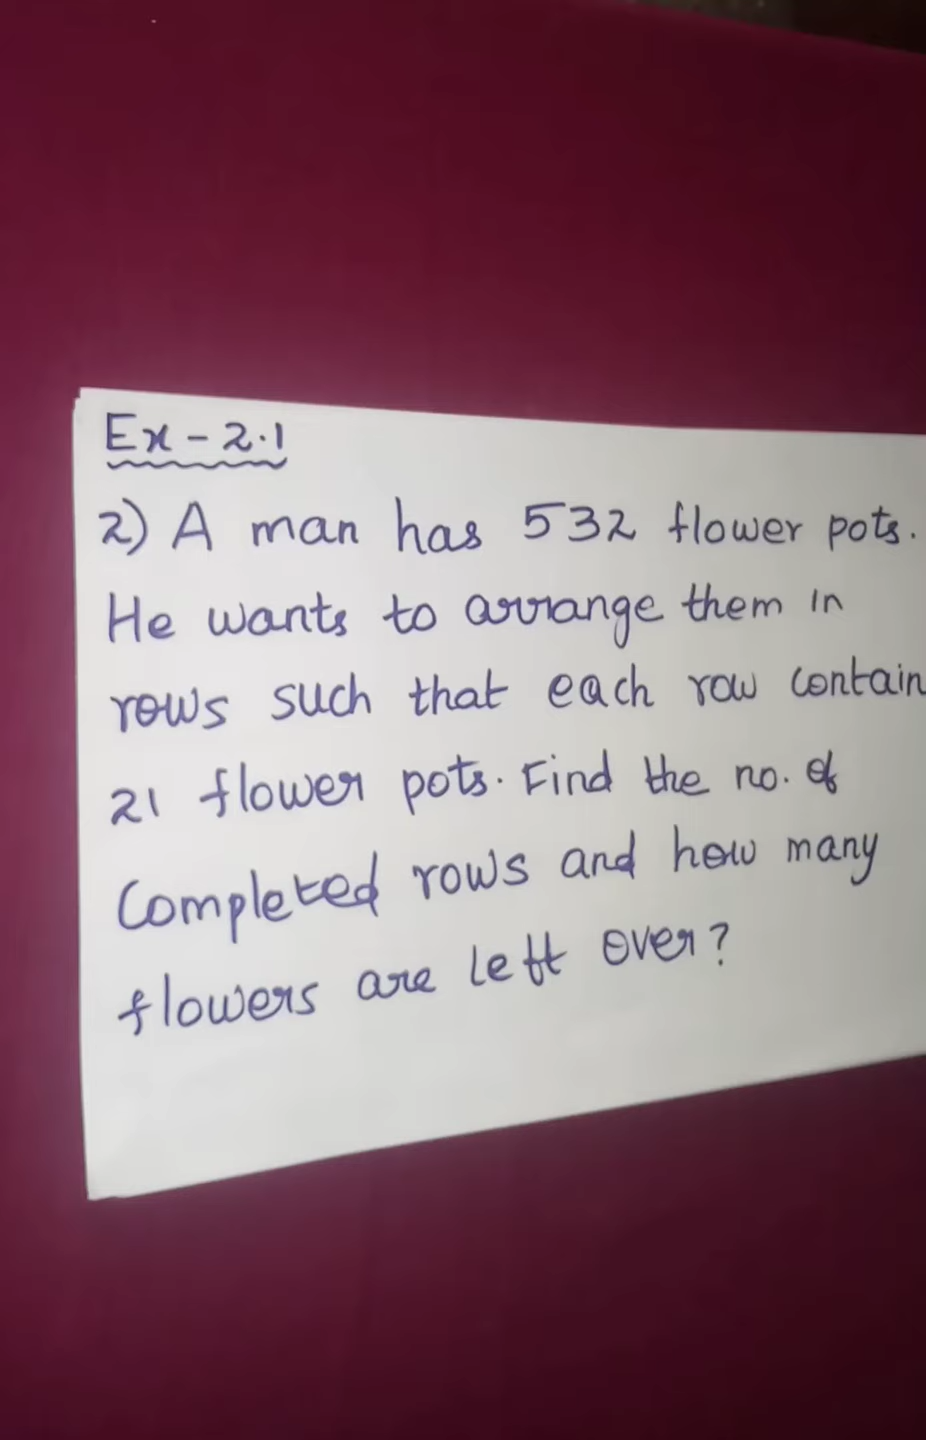 Ex - 2.1
2) A man has 532 flower pots.
He wants to arrange them in
rows such that each row contain
21 flower pots. Find the no. of
Completed rows and how many
flowers are left over?